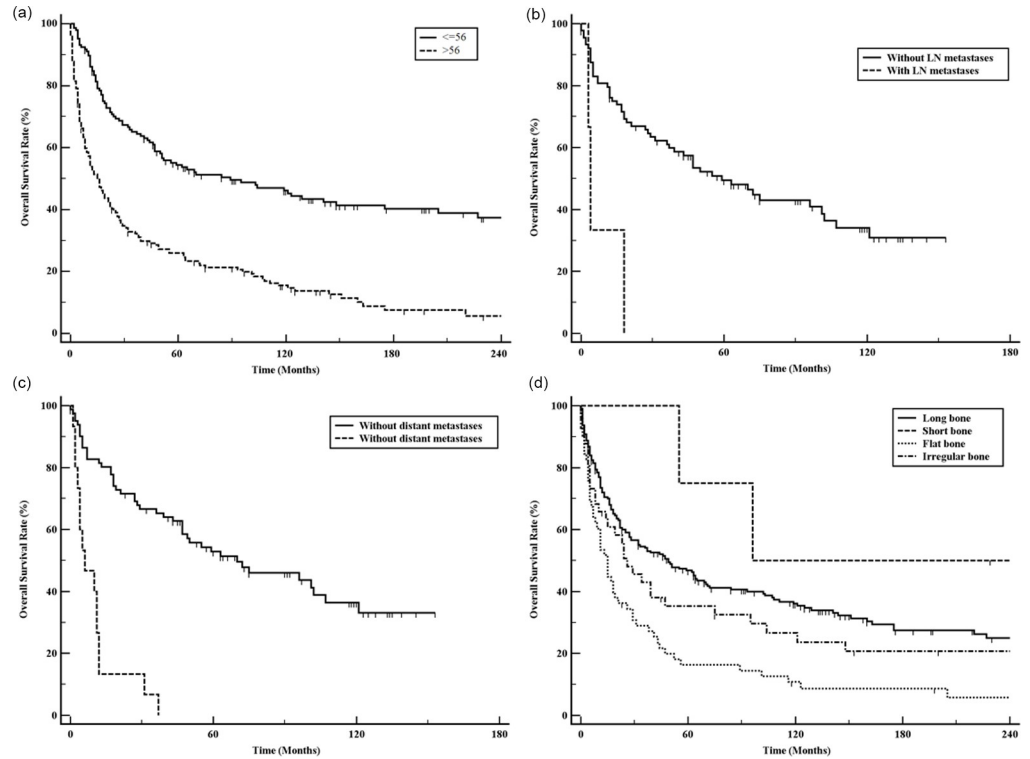 (a)
<=56
>56
100
80
60
40
20
0
Overall Survival Rate (%)
0 60 120 180 240
Time (Months)
(b)
Without LN metastases
With LN metastases
100
80
60
40
20
0
Overall Survival Rate (%)
0 60 120 180
Time (Months)
(c)
Without distant metastases
Without distant metastases
100
80
60
40
20
0
Overall Survival Rate (%)
0 60 120 180
Time (Months)
(d)
Long bone
Short bone
Flat bone
Irregular bone
100
80
60
40
20
0
Overall Survival Rate (%)
0 60 120 180 240
Time (Months)